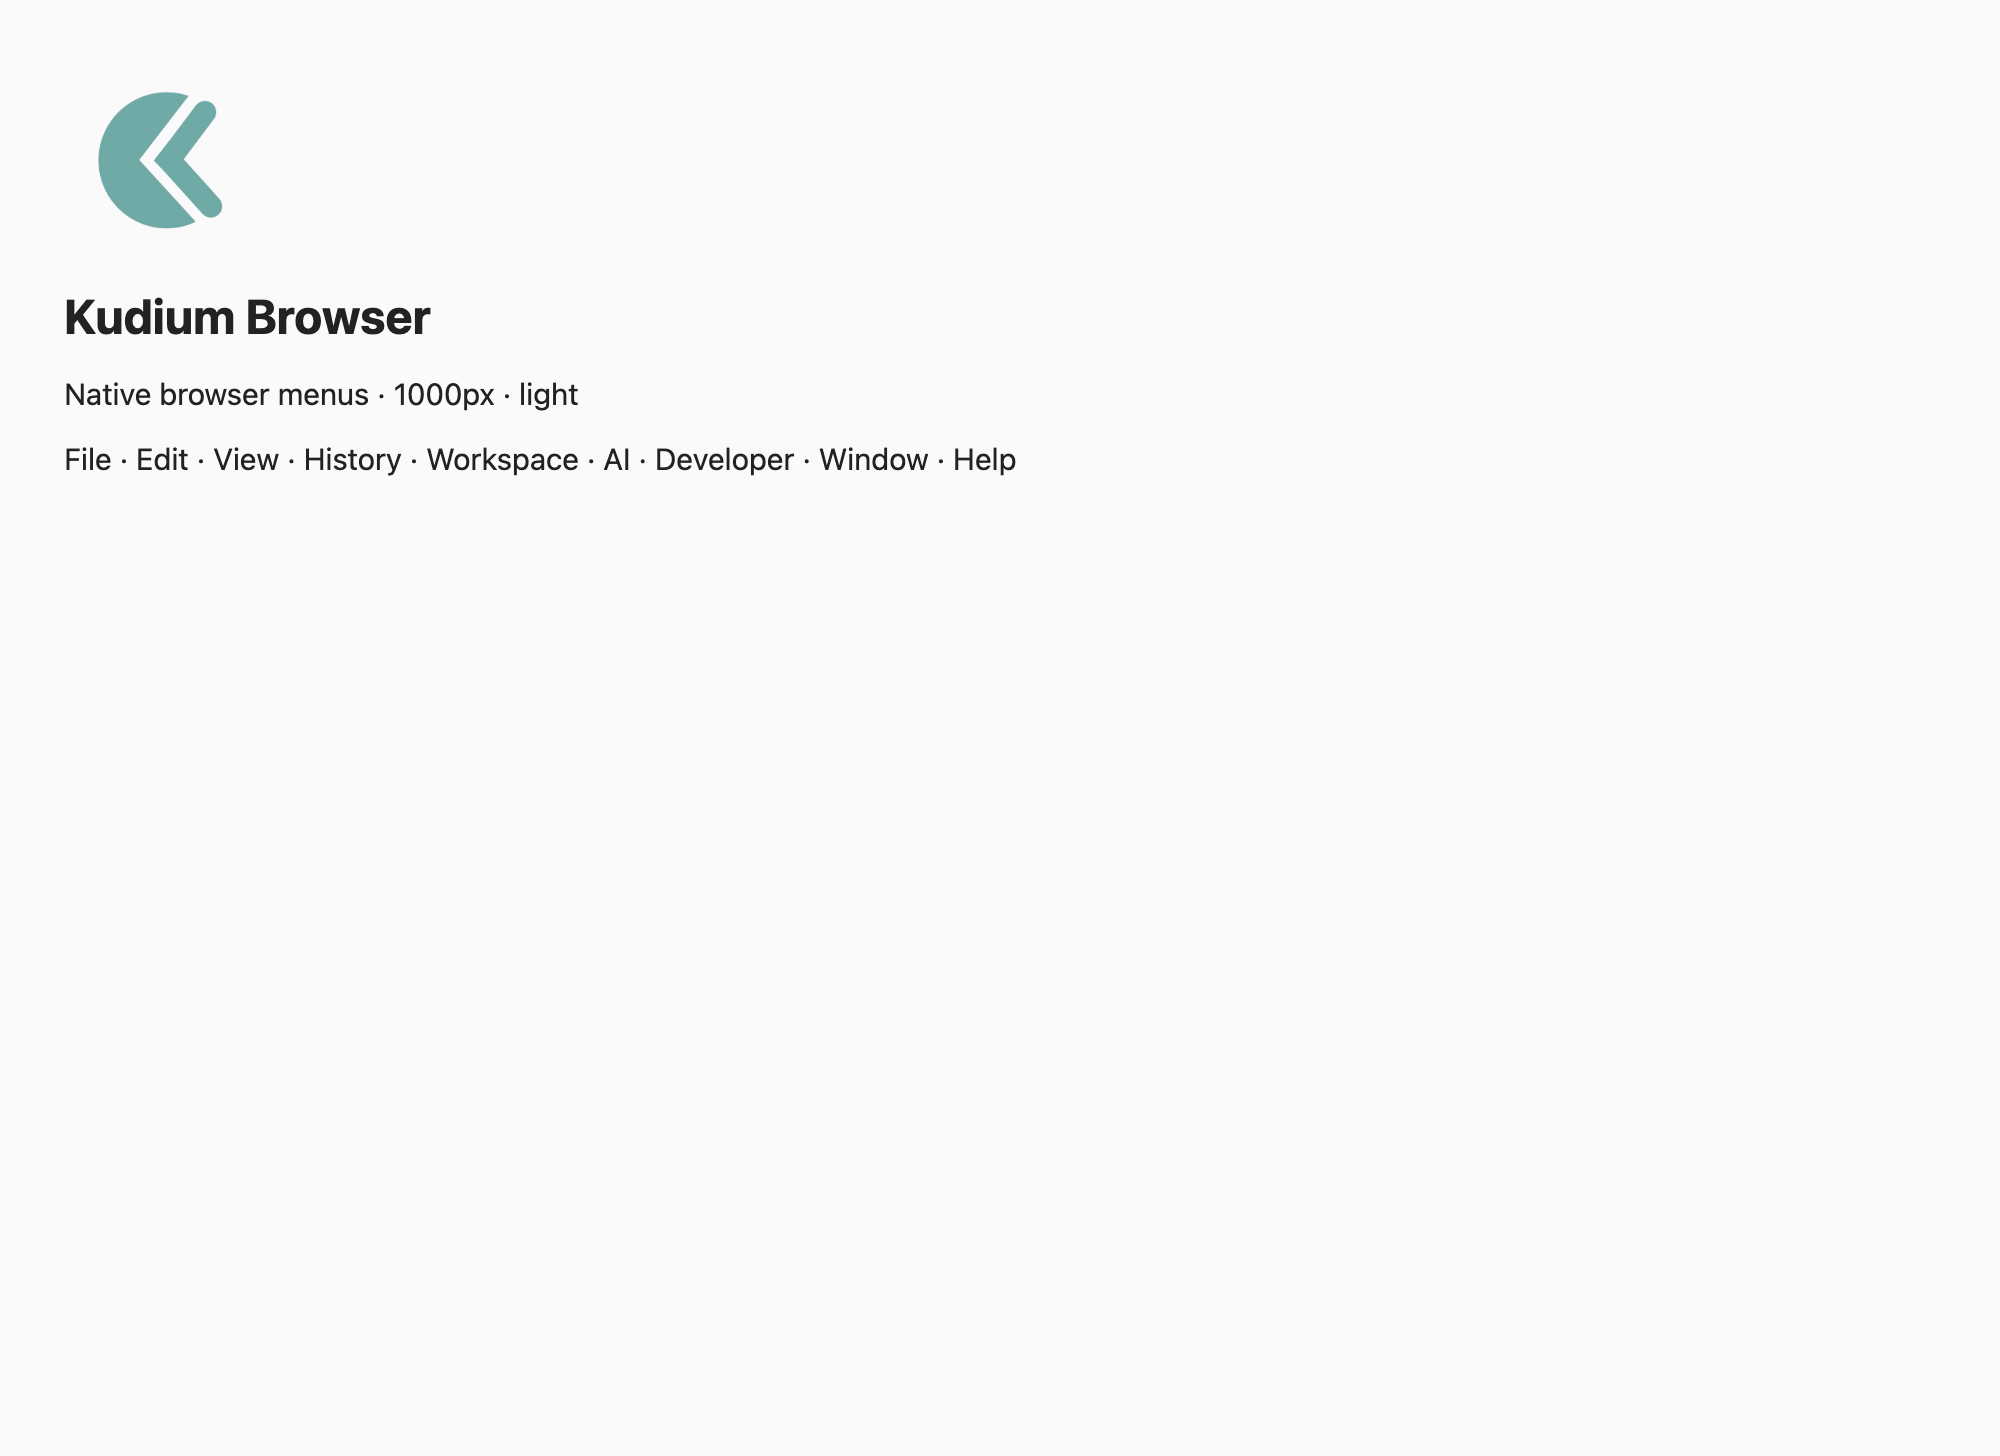 Kudium Browser
Native browser menus · 1000px · light
File · Edit · View · History · Workspace · AI · Developer · Window · Help